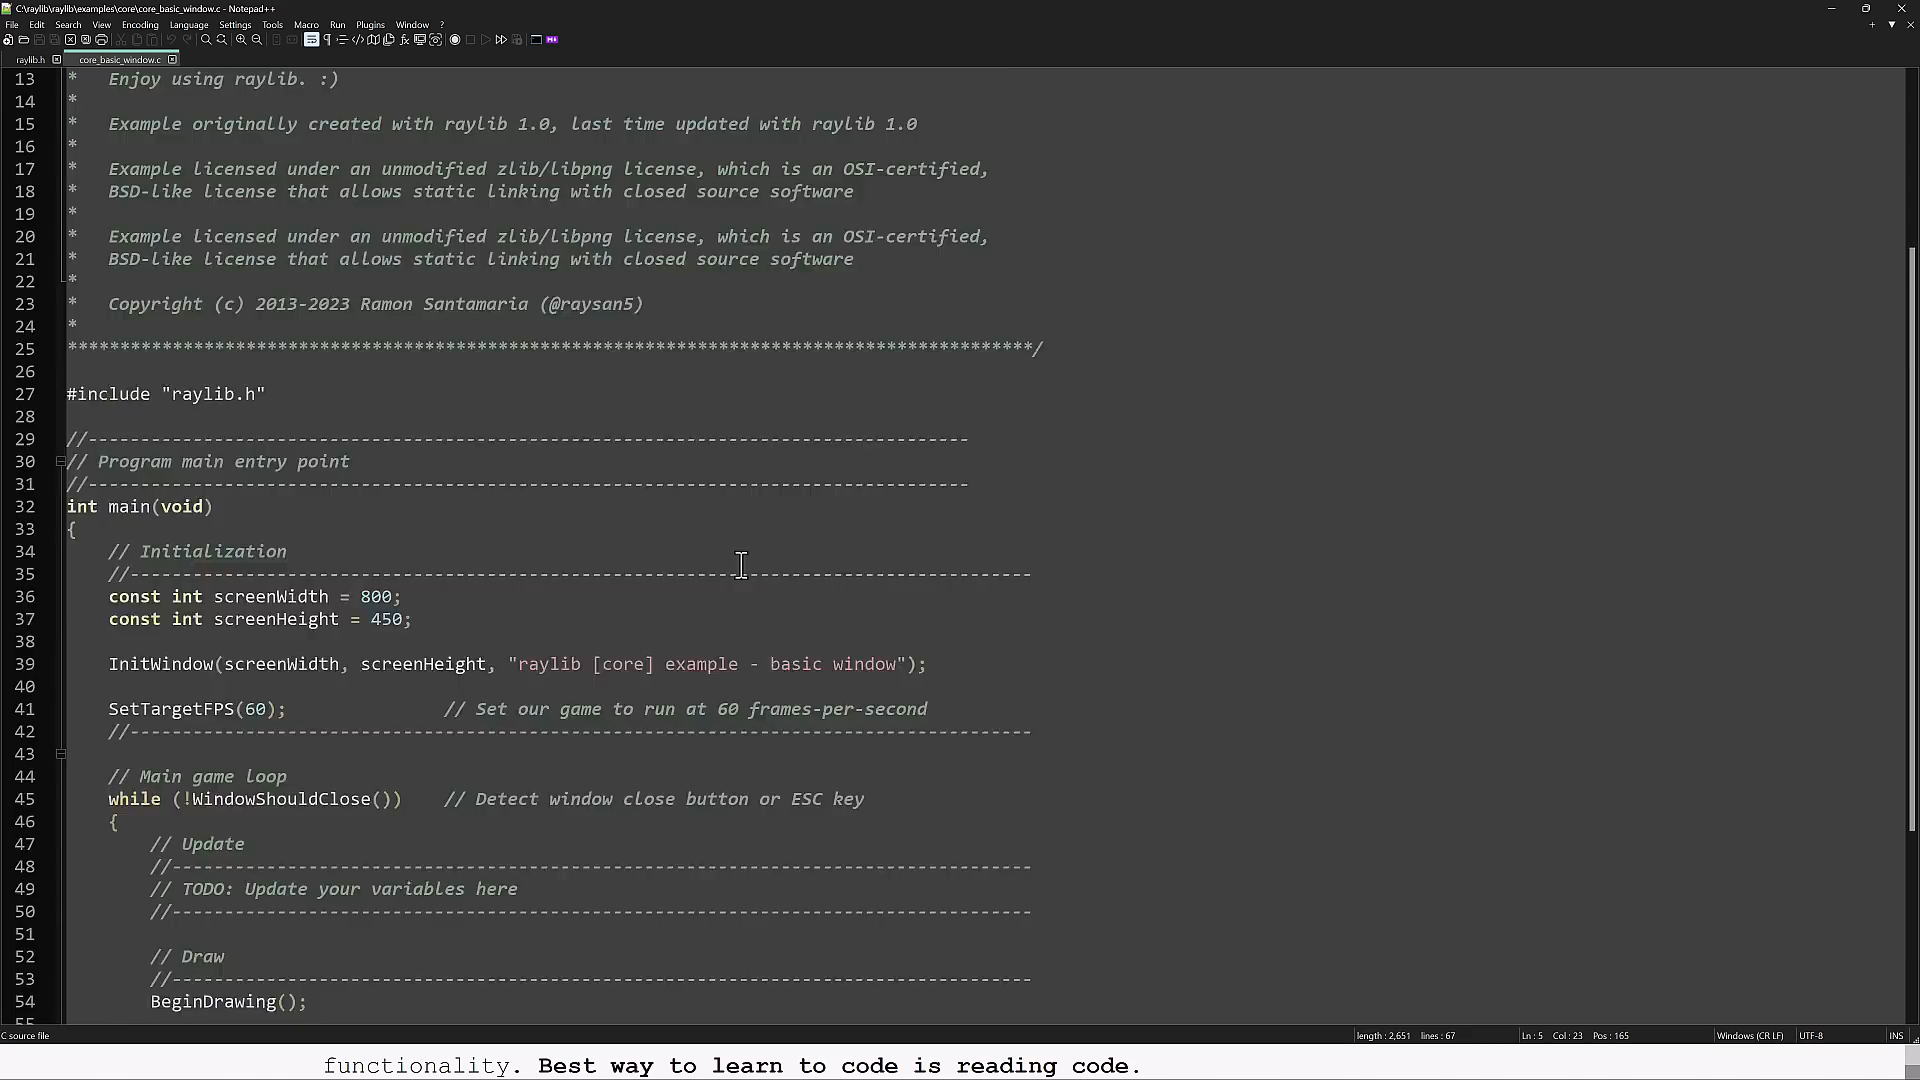 C:\raylib\raylib\examples\core\core_basic_window.c - Notepad++
File Edit Search View Encoding Language Settings Tools Macro Run Plugins Window ?
raylib.h core_basic_window.c
13 * Enjoy using raylib. :)
14 *
15 * Example originally created with raylib 1.0, last time updated with raylib 1.0
16 *
17 * Example licensed under an unmodified zlib/libpng license, which is an OSI-certified,
18 * BSD-like license that allows static linking with closed source software
19 *
20 * Example licensed under an unmodified zlib/libpng license, which is an OSI-certified,
21 * BSD-like license that allows static linking with closed source software
22 *
23 * Copyright (c) 2013-2023 Ramon Santamaria (@raysan5)
24 *
25 ********************************************************************************************/
26
27 #include "raylib.h"
28
29 //------------------------------------------------------------------------------------
30 // Program main entry point
31 //------------------------------------------------------------------------------------
32 int main(void)
33 {
34 // Initialization
35 //--------------------------------------------------------------------------------------
36 const int screenWidth = 800;
37 const int screenHeight = 450;
38
39 InitWindow(screenWidth, screenHeight, "raylib [core] example - basic window");
40
41 SetTargetFPS(60); // Set our game to run at 60 frames-per-second
42 //--------------------------------------------------------------------------------------
43
44 // Main game loop
45 while (!WindowShouldClose()) // Detect window close button or ESC key
46 {
47 // Update
48 //----------------------------------------------------------------------------------
49 // TODO: Update your variables here
50 //----------------------------------------------------------------------------------
51
52 // Draw
53 //----------------------------------------------------------------------------------
54 BeginDrawing();
55
C source file length : 2,651 lines : 67 Ln : 5 Col : 23 Pos : 165 Windows (CR LF) UTF-8 INS
functionality. Best way to learn to code is reading code.